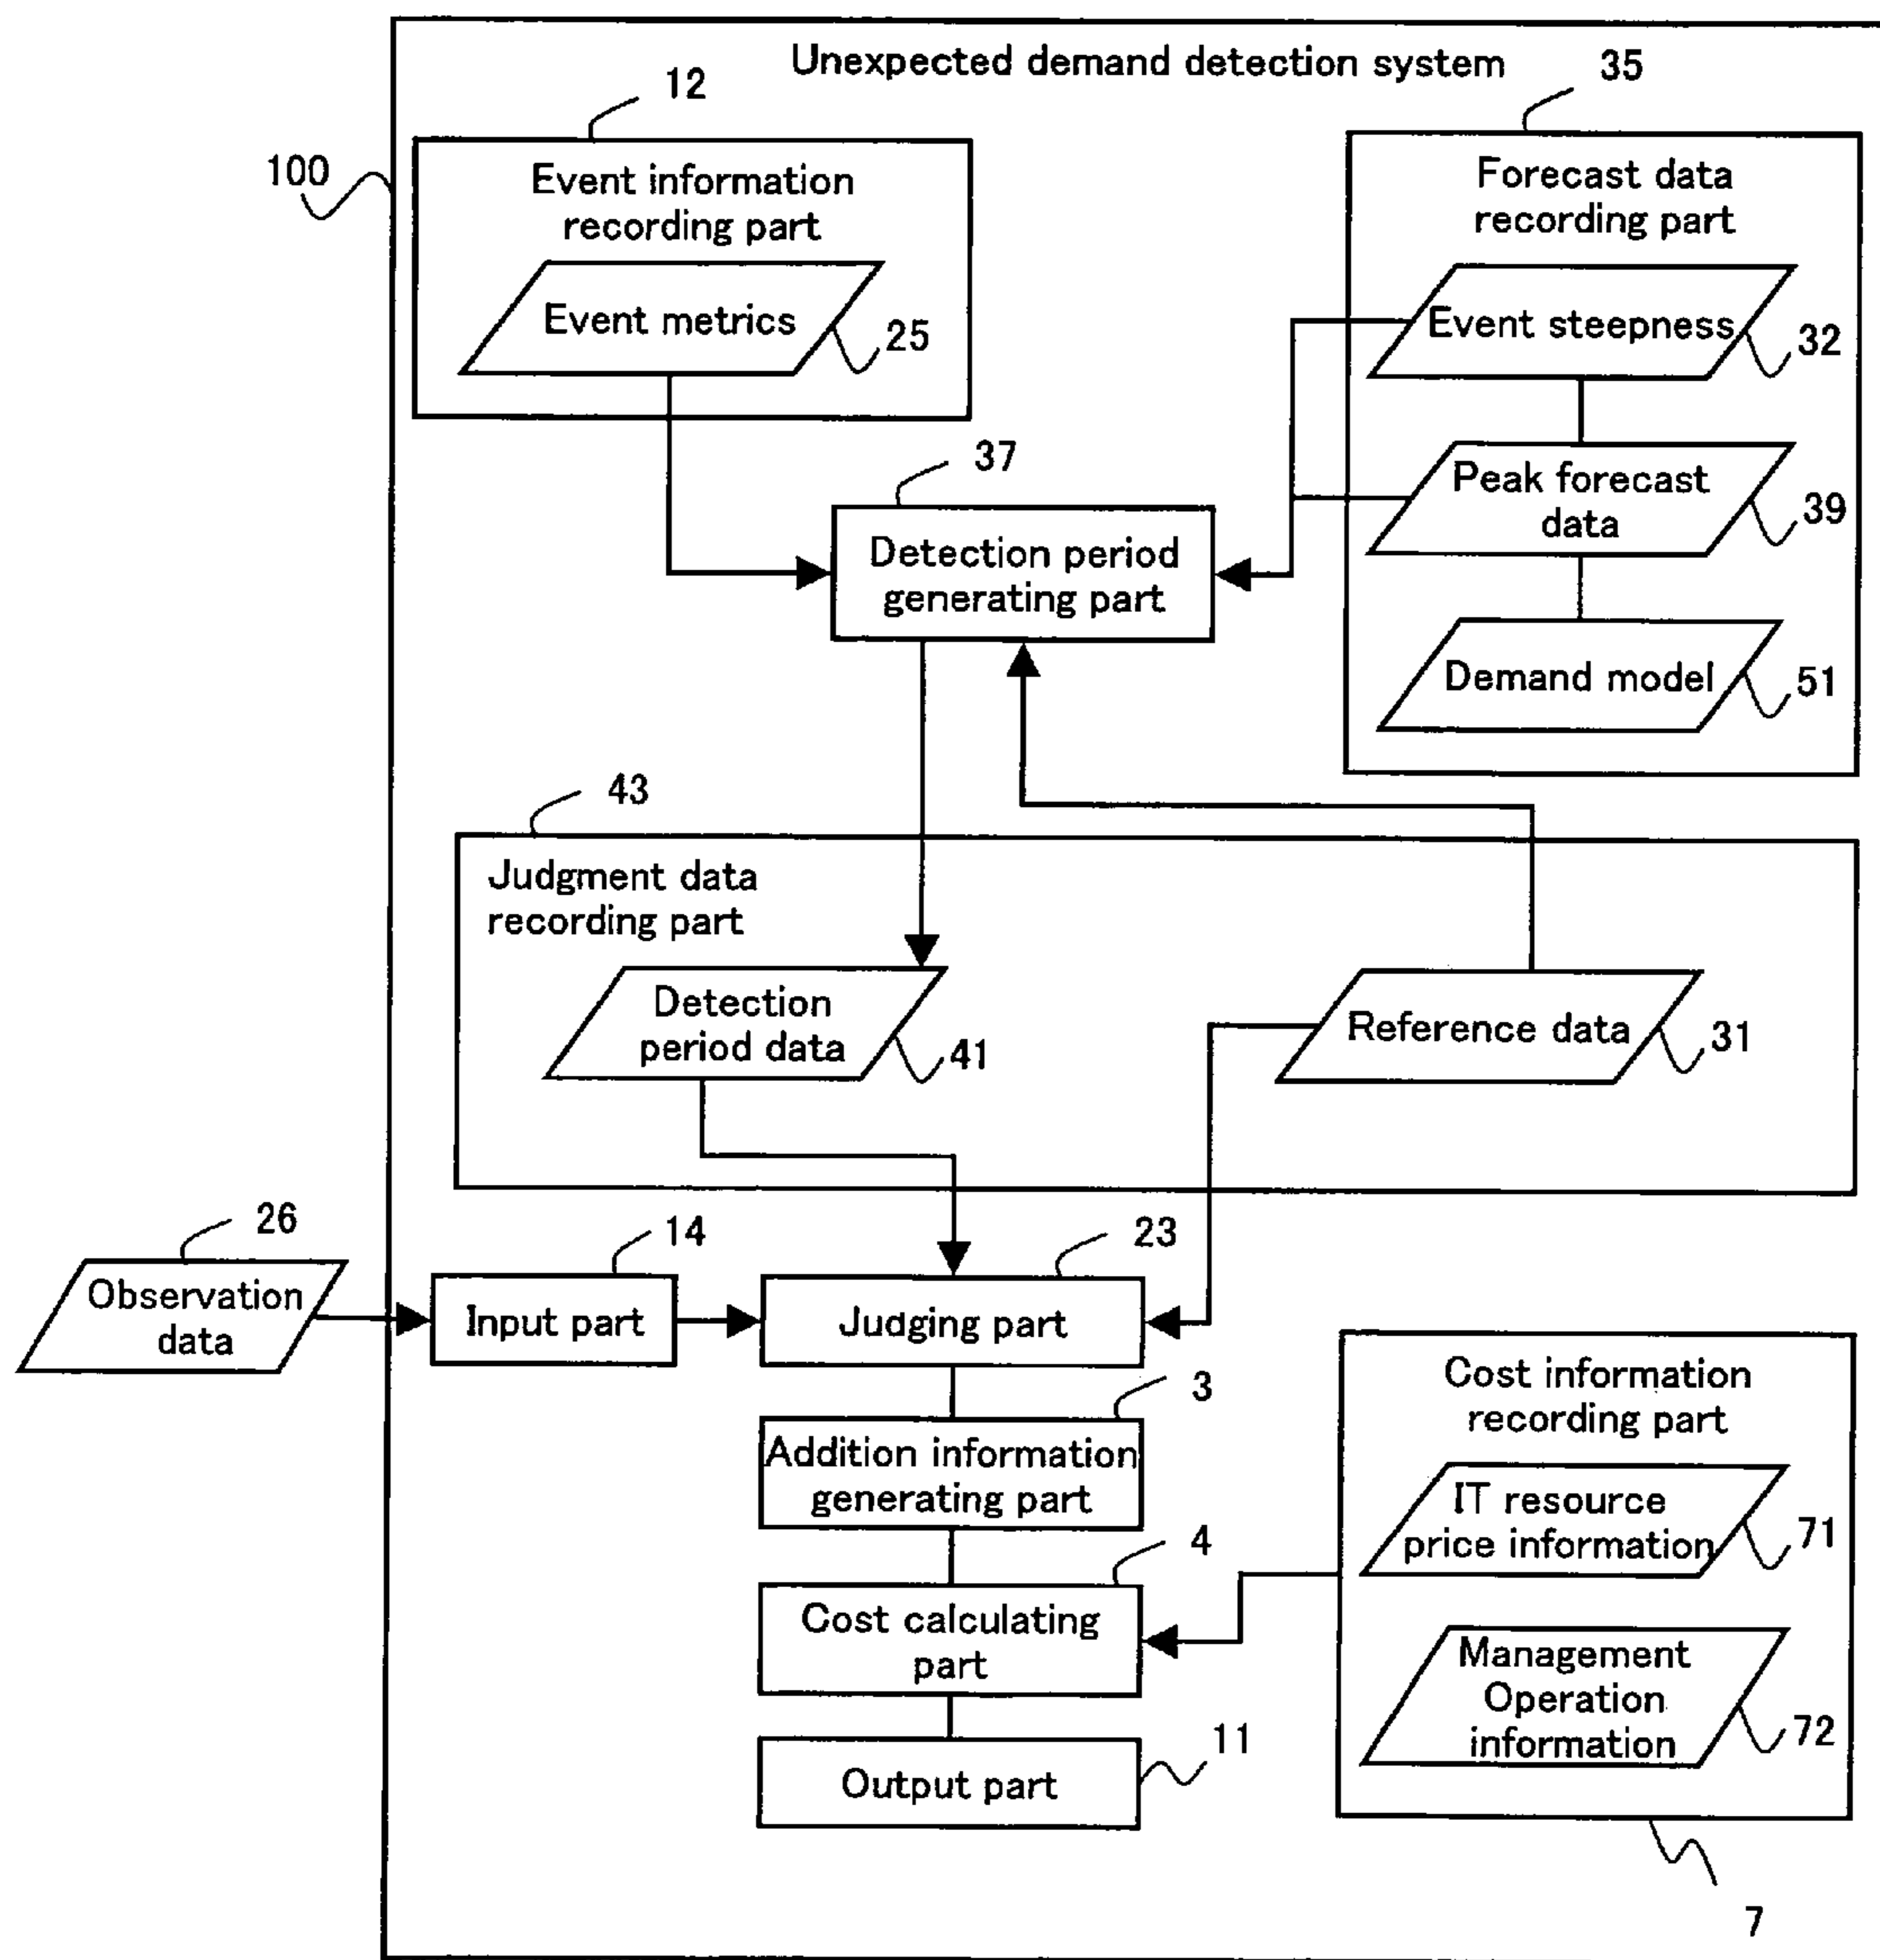 Unexpected demand detection system
35
12
100
Event information
recording part
Event metrics
25
Forecast data
recording part
Event steepness
32
Peak forecast
data
39
Demand model
51
37
Detection period
generating part
43
Judgment data
recording part
Detection
period data
41
Reference data
31
26
Observation
data
14
Input part
23
Judging part
3
Addition information
generating part
4
Cost calculating
part
11
Output part
Cost information
recording part
IT resource
price information
71
Management
Operation
information
72
7